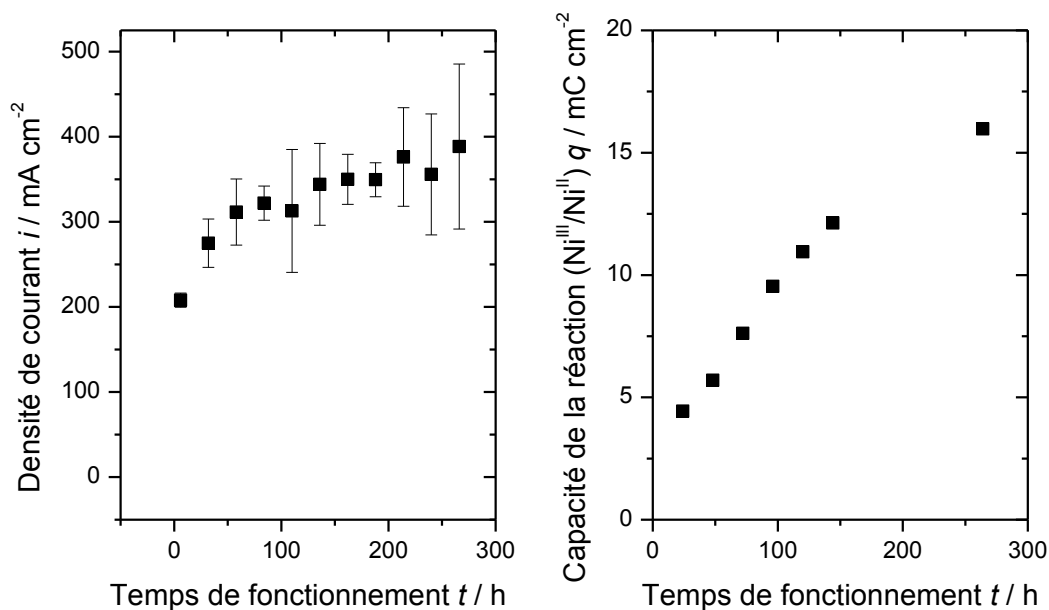 Densité de courant i / mA cm⁻²
500
400
300
200
100
0
0 100 200 300
Temps de fonctionnement t / h
Capacité de la réaction (Niᴵᴵᴵ/Niᴵᴵ) q / mC cm⁻²
20
15
10
5
0
0 100 200 300
Temps de fonctionnement t / h